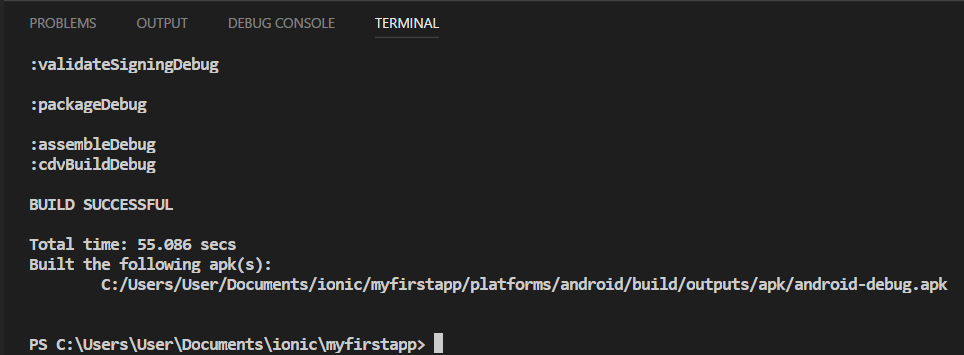 PROBLEMS OUTPUT DEBUG CONSOLE TERMINAL
:validateSigningDebug
:packageDebug
:assembleDebug
:cdvBuildDebug
BUILD SUCCESSFUL
Total time: 55.086 secs
Built the following apk(s):
C:/Users/User/Documents/ionic/myfirstapp/platforms/android/build/outputs/apk/android-debug.apk
PS C:\Users\User\Documents\ionic\myfirstapp>